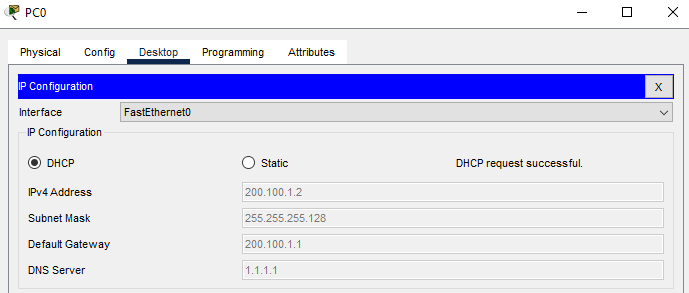 PC0
Physical Config Desktop Programming Attributes
IP Configuration X
Interface FastEthernet0
IP Configuration
DHCP Static DHCP request successful.
IPv4 Address 200.100.1.2
Subnet Mask 255.255.255.128
Default Gateway 200.100.1.1
DNS Server 1.1.1.1